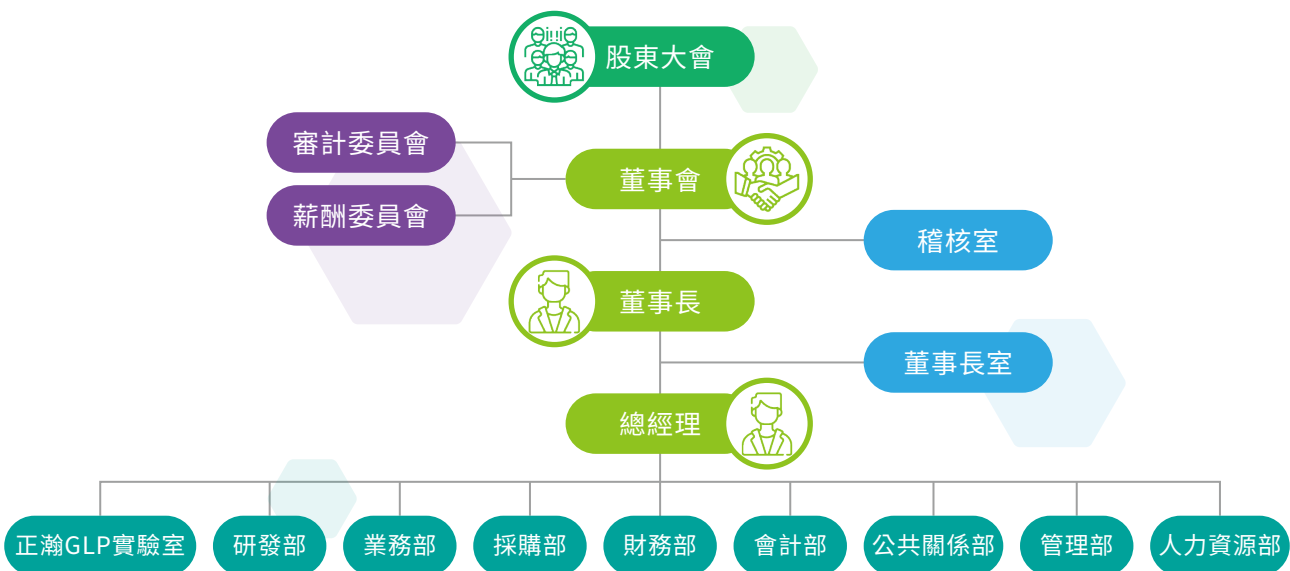 股東大會
審計委員會
董事會
薪酬委員會
稽核室
董事長
董事長室
總經理
正瀚GLP實驗室
研發部
業務部
採購部
財務部
會計部
公共關係部
管理部
人力資源部